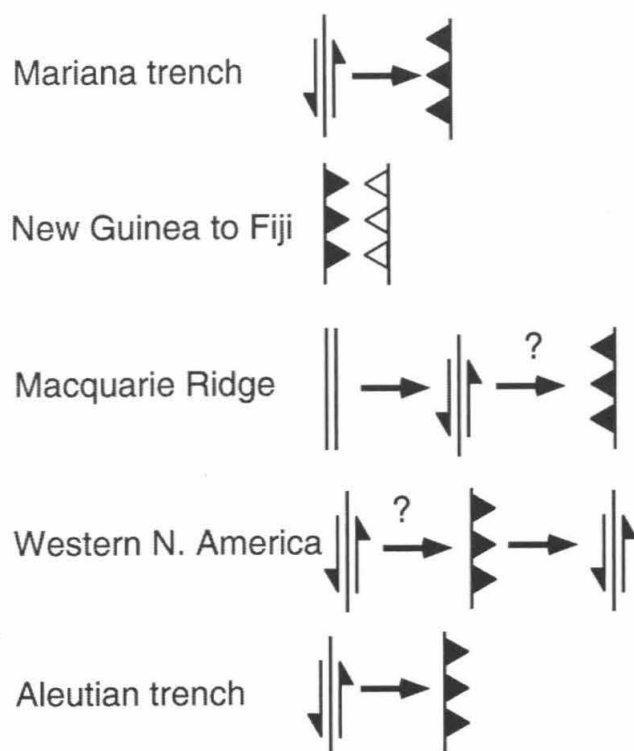 Mariana trench
New Guinea to Fiji
?
Macquarie Ridge
?
Western N. America
Aleutian trench